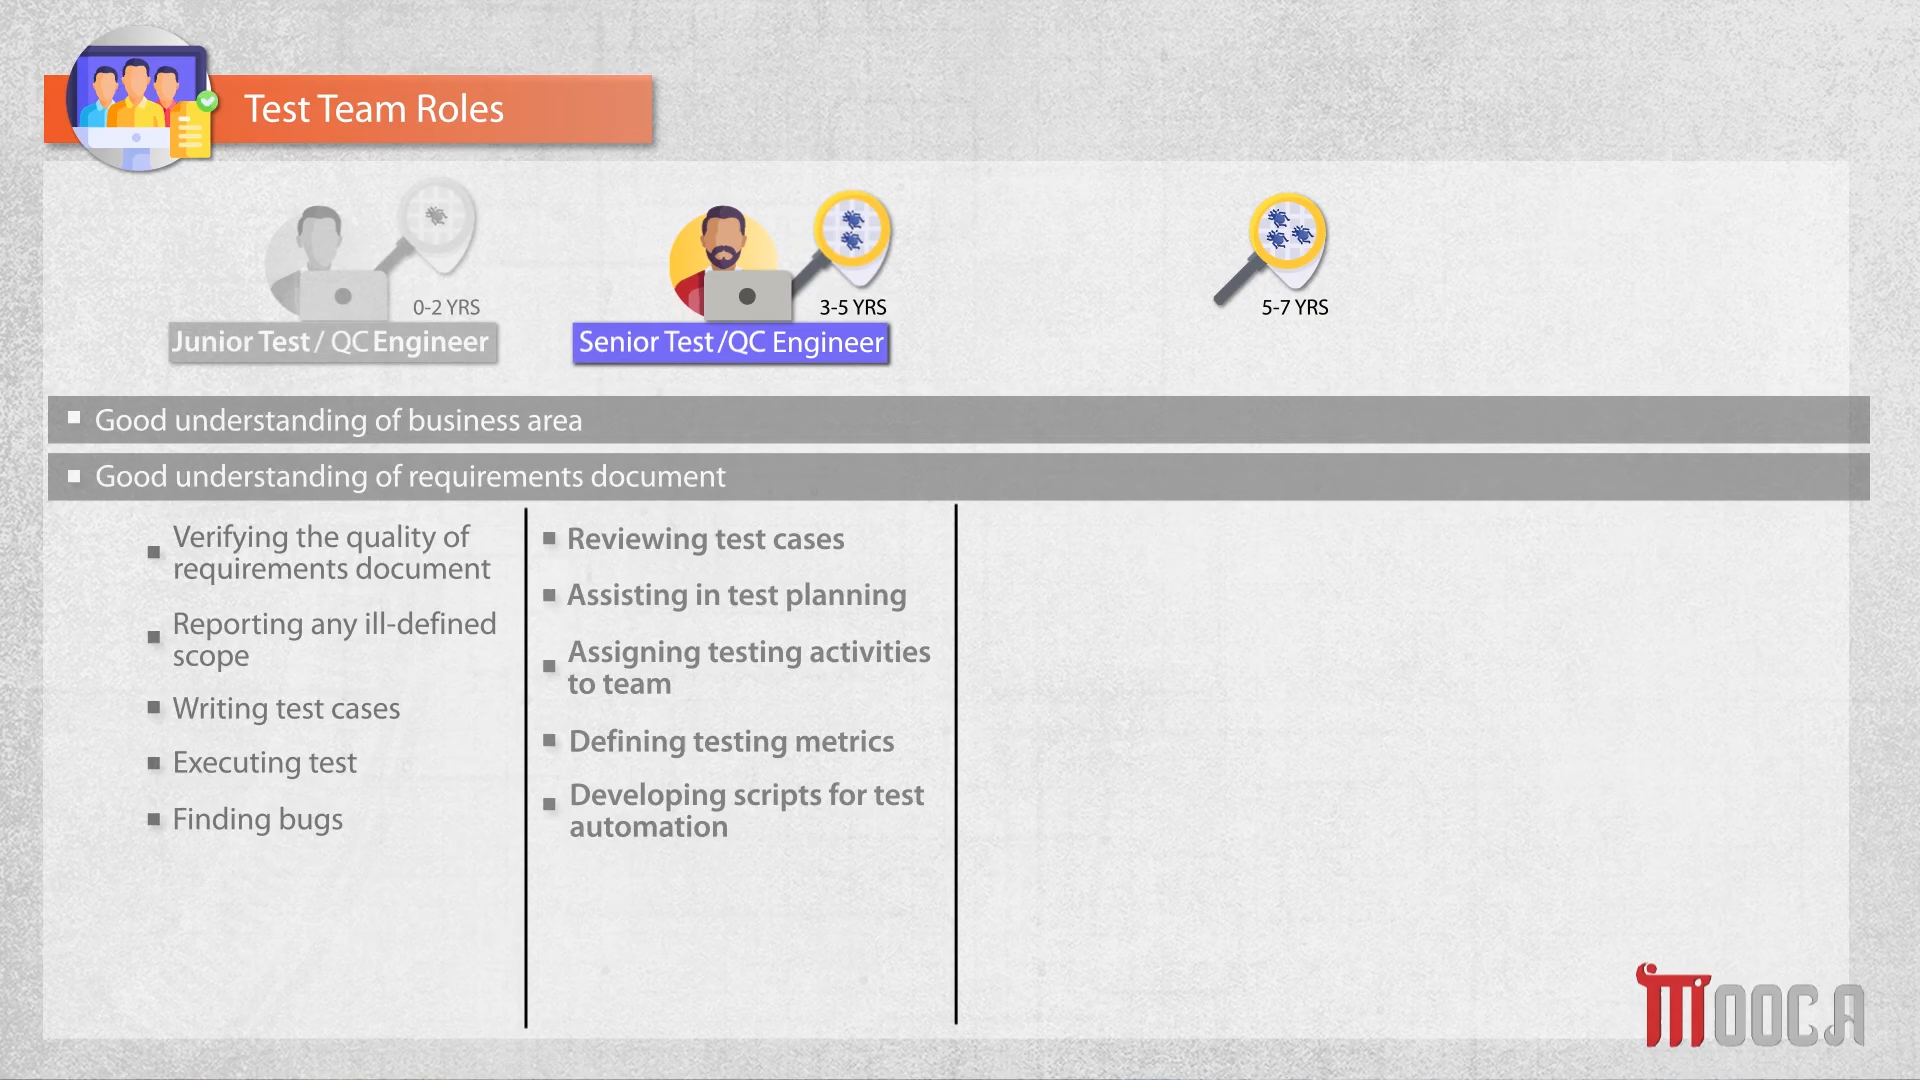 Test Team Roles
0-2 YRS
Junior Test / QC Engineer
3-5 YRS
Senior Test /QC Engineer
5-7 YRS
Good understanding of business area
Good understanding of requirements document
Verifying the quality of
requirements document
Reporting any ill-defined
scope
Writing test cases
Executing test
Finding bugs
Reviewing test cases
Assisting in test planning
Assigning testing activities
to team
Defining testing metrics
Developing scripts for test
automation
MOOCA